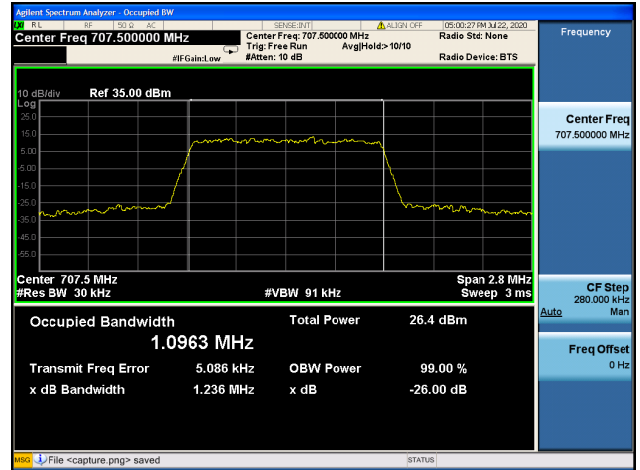 Agilent Spectrum Analyzer - Occupied BW
LXI RL RF 50 Ω AC SENSE:INT ALIGN OFF 05:00:27 PM Jul 22, 2020
Center Freq 707.500000 MHz
Center Freq: 707.500000 MHz
Radio Std: None
Trig: Free Run Avg|Hold:>10/10
#IFGain:Low #Atten: 10 dB Radio Device: BTS
Frequency
10 dB/div Ref 35.00 dBm
Log
25.0
15.0
5.00
-5.00
-15.0
-25.0
-35.0
-45.0
-55.0
Center Freq
707.500000 MHz
Center 707.5 MHz Span 2.8 MHz
#Res BW 30 kHz #VBW 91 kHz Sweep 3 ms
CF Step
280.000 kHz
Auto Man
Occupied Bandwidth Total Power 26.4 dBm
1.0963 MHz
Transmit Freq Error 5.086 kHz OBW Power 99.00 %
x dB Bandwidth 1.236 MHz x dB -26.00 dB
Freq Offset
0 Hz
MSG File <capture.png> saved STATUS